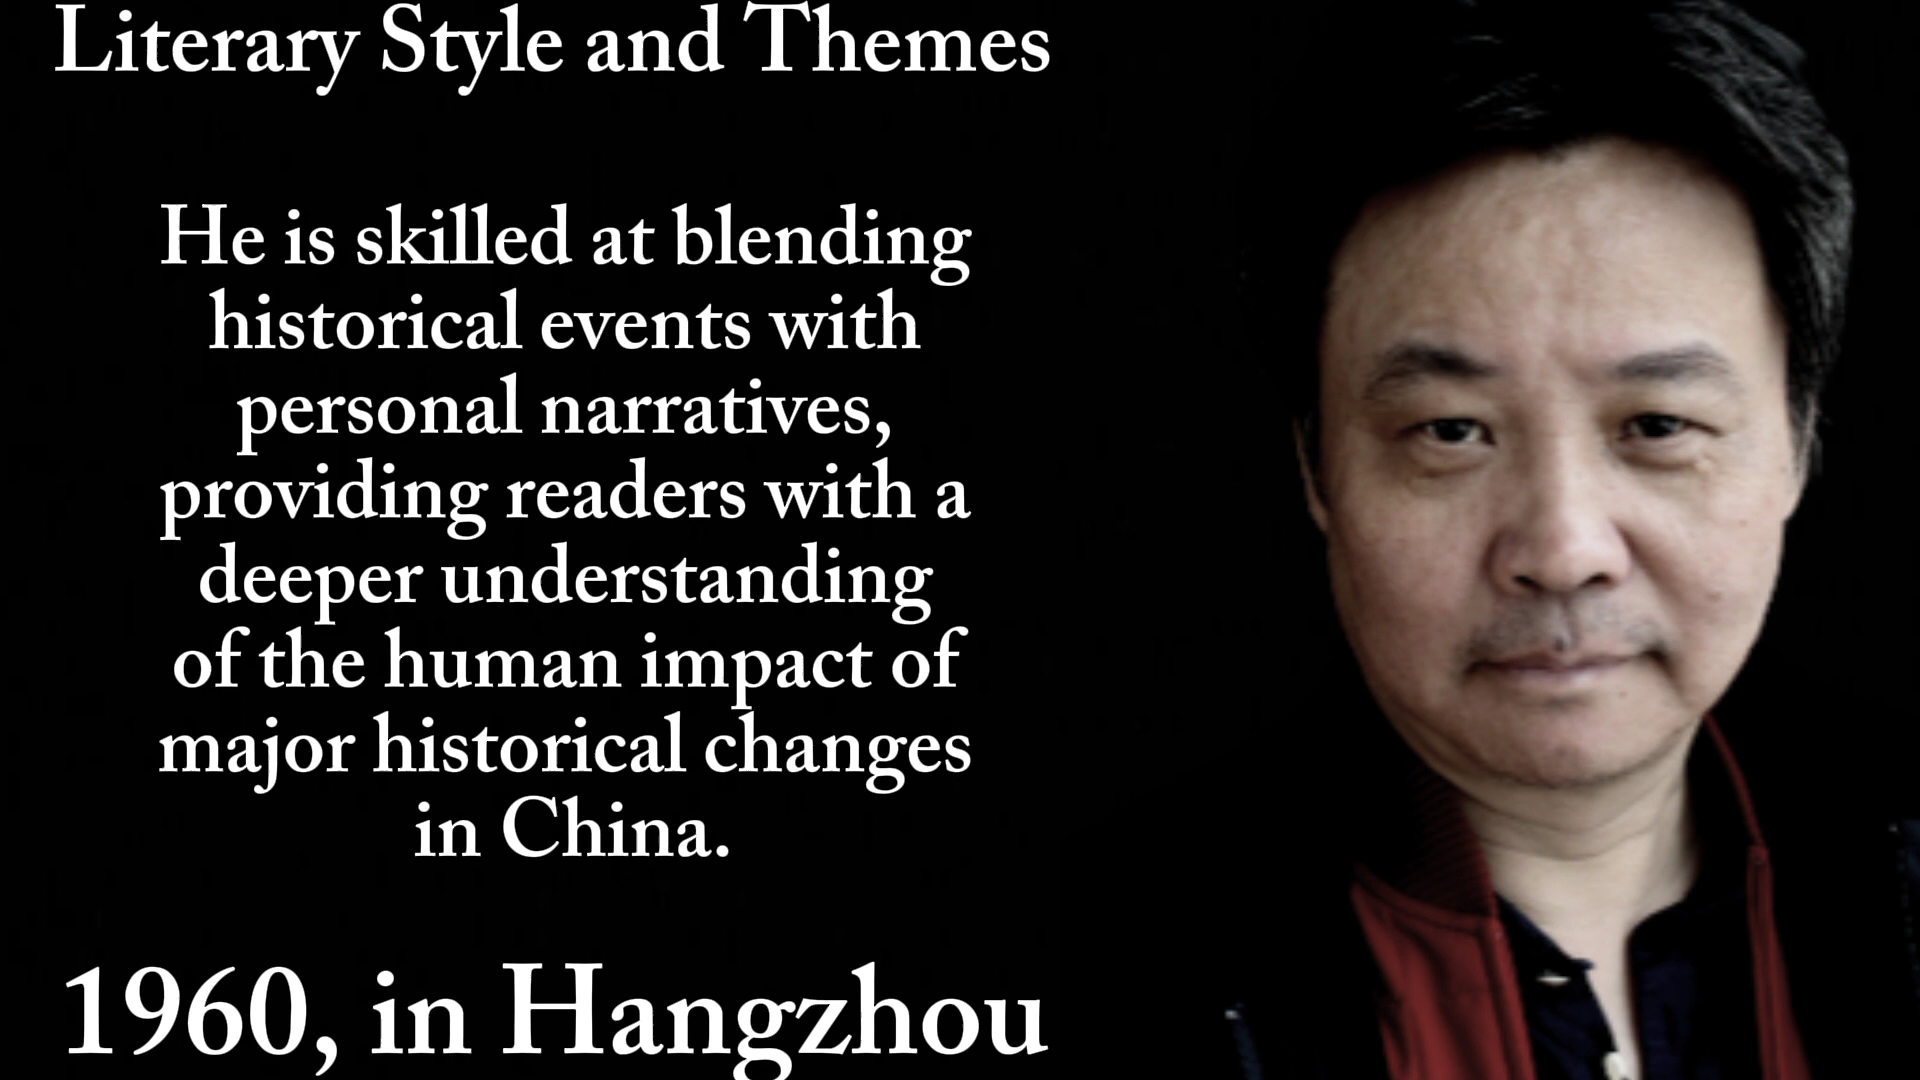 Literary Style and Themes
He is skilled at blending
historical events with
personal narratives,
providing readers with a
deeper understanding
of the human impact of
major historical changes
in China.
1960, in Hangzhou